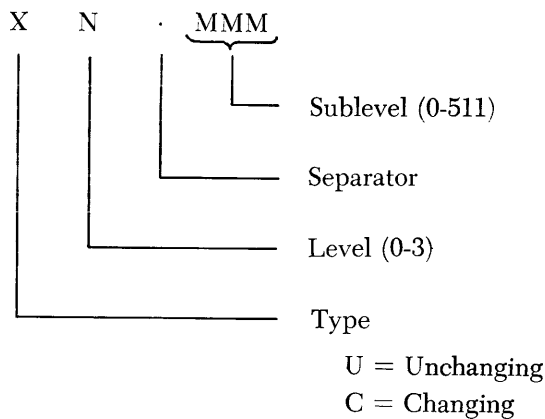 X N · MMM
Sublevel (0-511)
Separator
Level (0-3)
Type
U = Unchanging
C = Changing